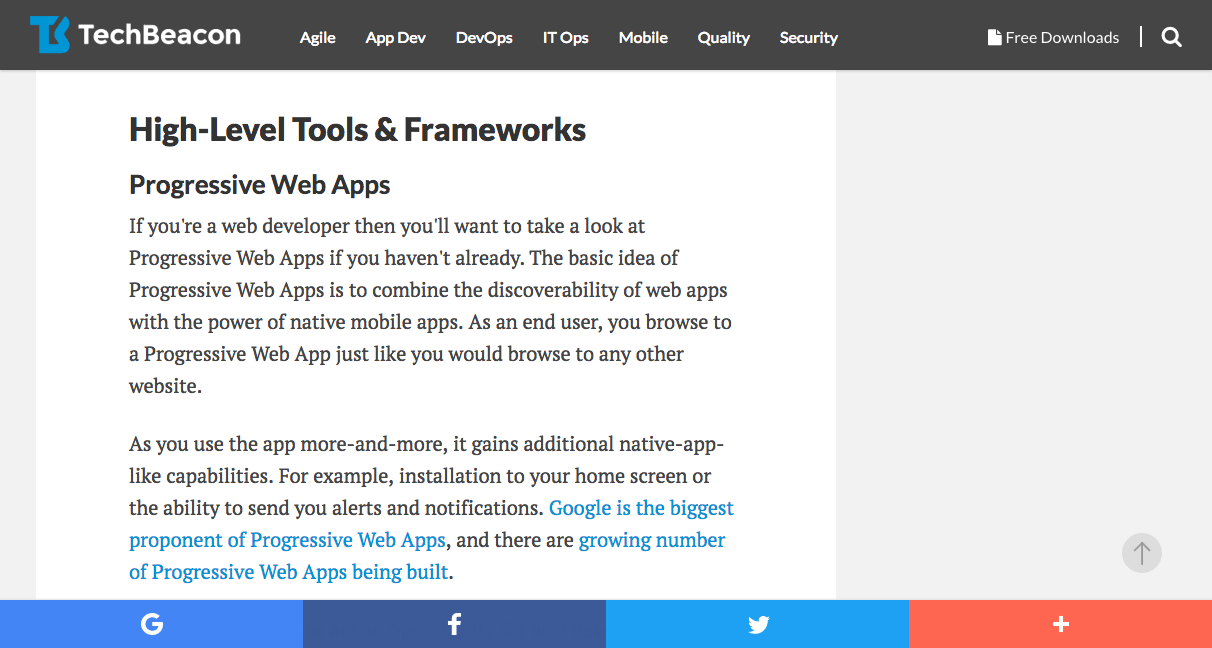 TechBeacon
Agile App Dev DevOps IT Ops Mobile Quality Security
Free Downloads
High-Level Tools & Frameworks
Progressive Web Apps
If you're a web developer then you'll want to take a look at
Progressive Web Apps if you haven't already. The basic idea of
Progressive Web Apps is to combine the discoverability of web apps
with the power of native mobile apps. As an end user, you browse to
a Progressive Web App just like you would browse to any other
website.
As you use the app more-and-more, it gains additional native-app-
like capabilities. For example, installation to your home screen or
the ability to send you alerts and notifications. Google is the biggest
proponent of Progressive Web Apps, and there are growing number
of Progressive Web Apps being built.